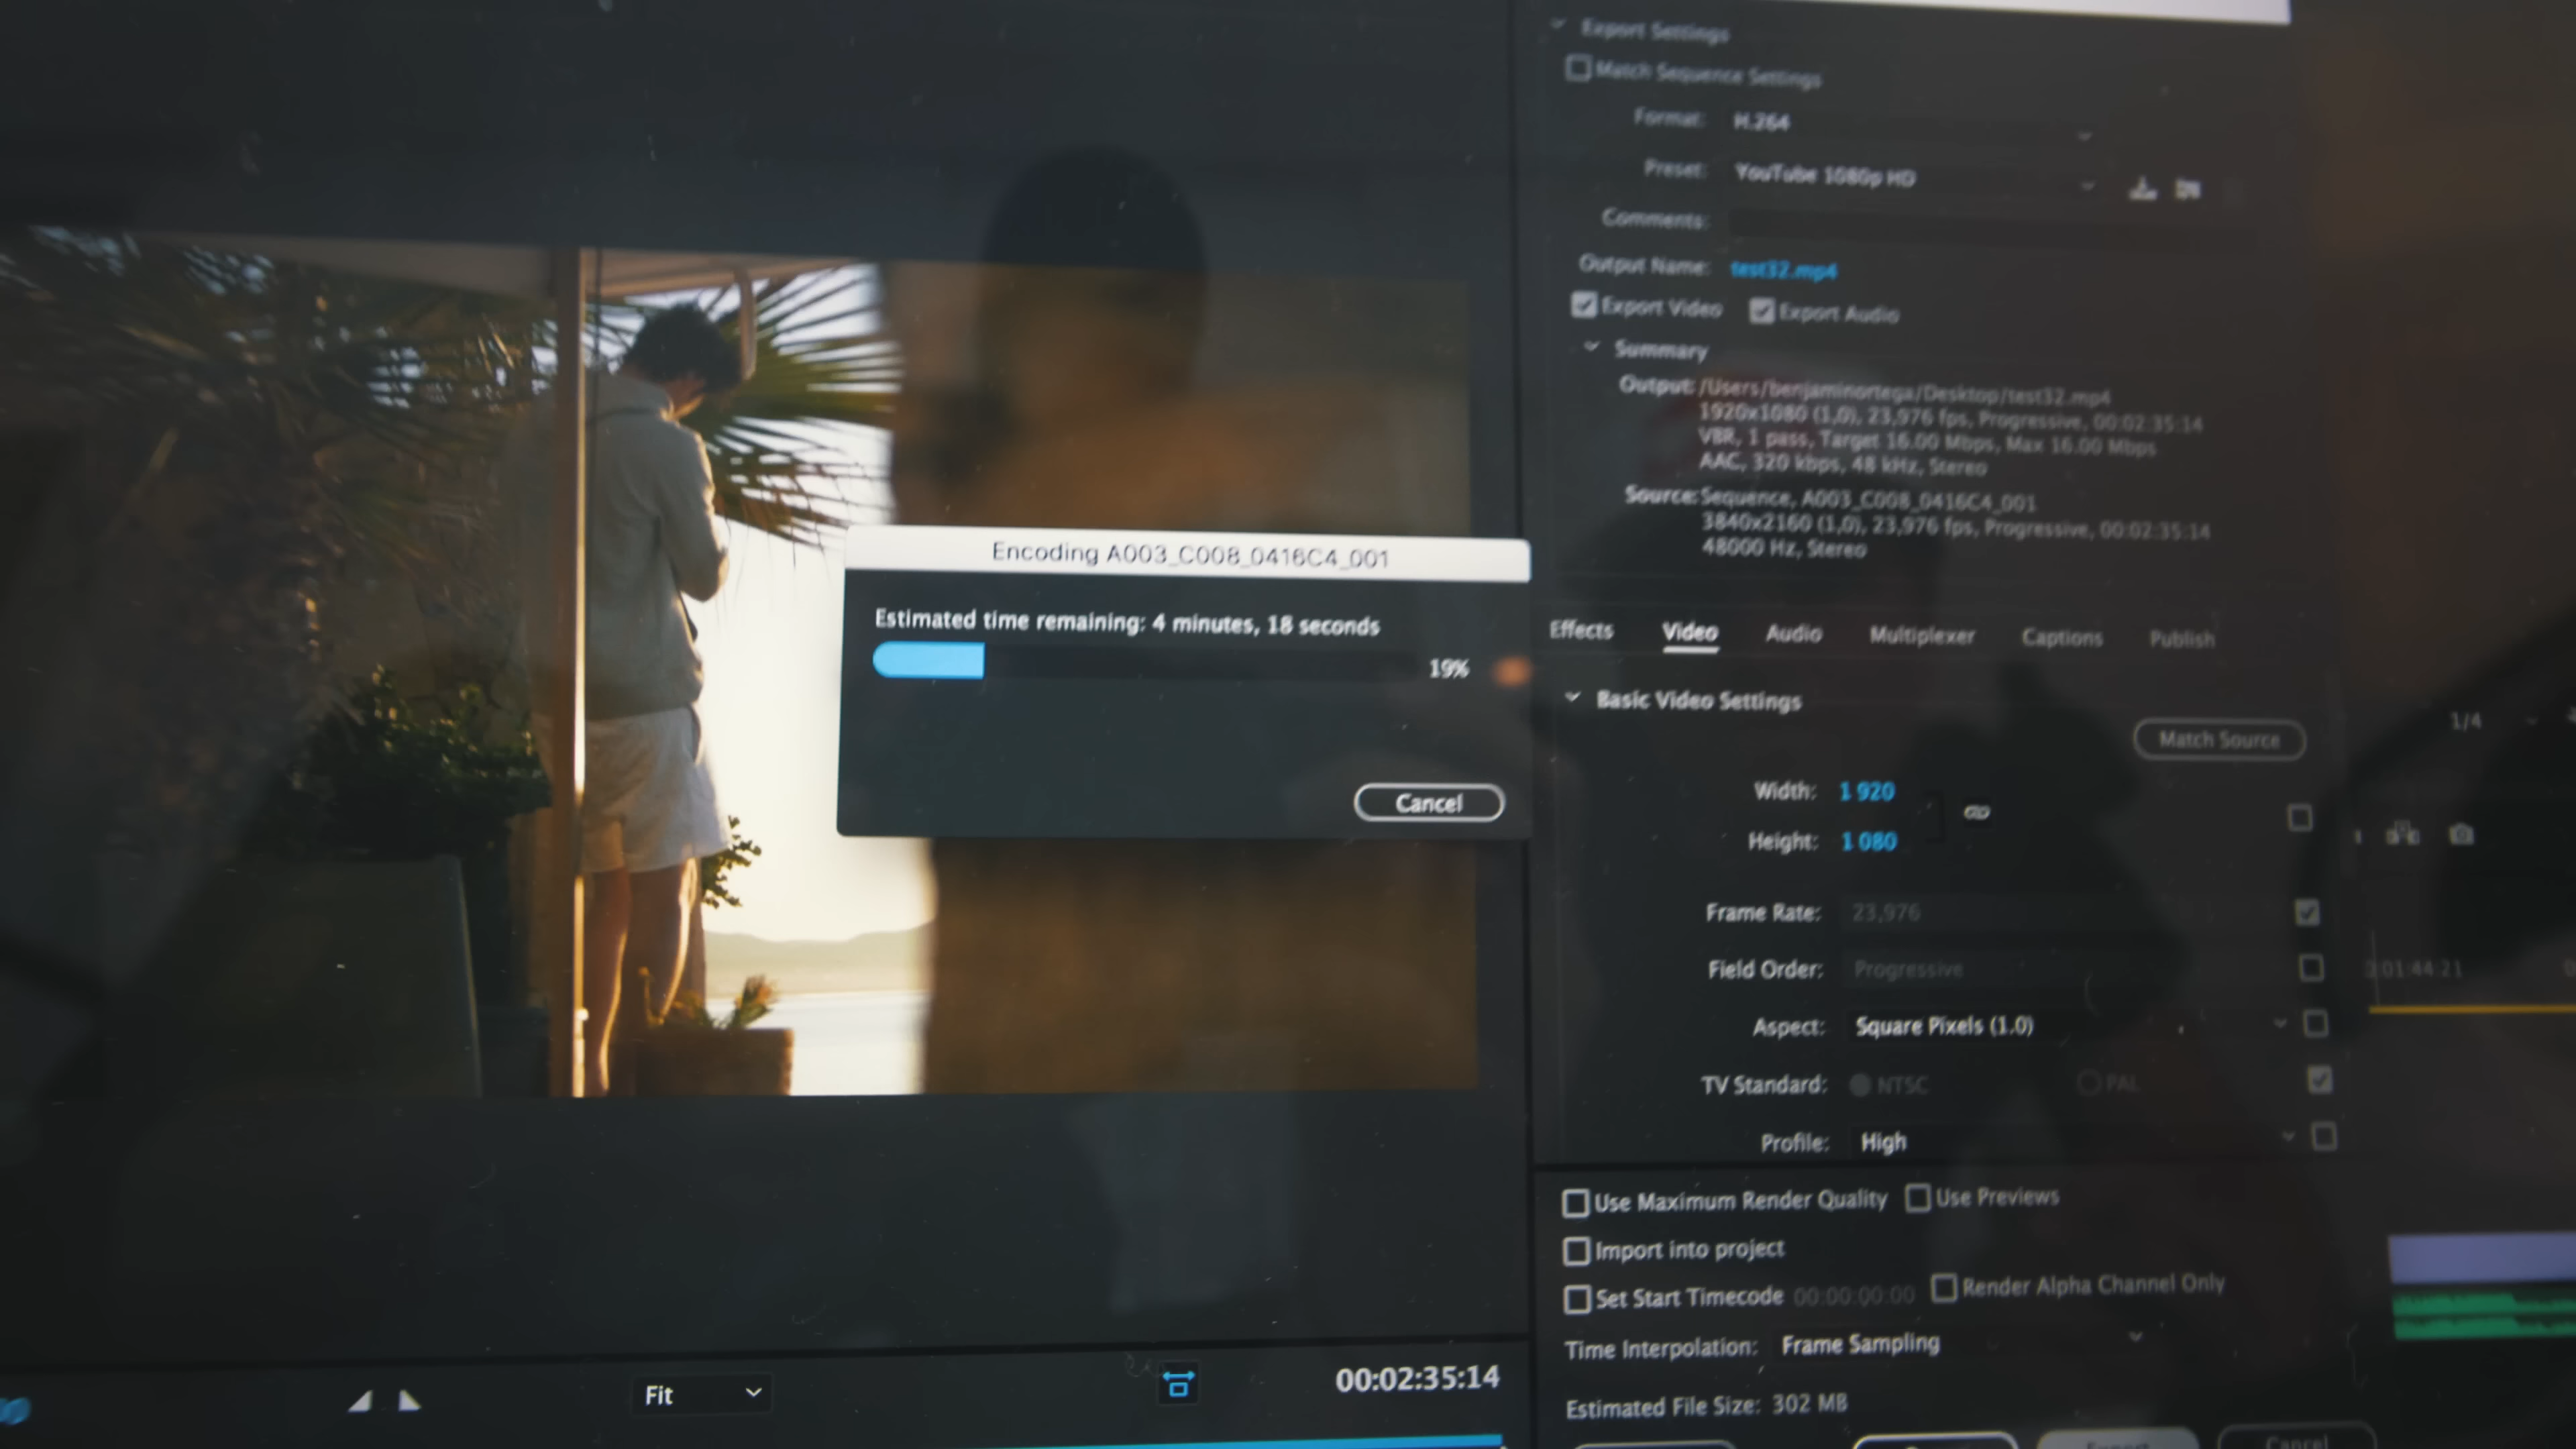 Export Settings
Match Sequence Settings
Format: H.264
Preset: YouTube 1080p HD
Comments:
Output Name: test32.mp4
Export Video Export Audio
Summary
Output: /Users/benjaminortega/Desktop/test32.mp4
1920x1080 (1,0), 23,976 fps, Progressive, 00:02:35:14
VBR, 1 pass, Target 16.00 Mbps, Max 16.00 Mbps
AAC, 320 kbps, 48 kHz, Stereo
Source: Sequence, A003_C008_0416C4_001
3840x2160 (1,0), 23,976 fps, Progressive, 00:02:35:14
48000 Hz, Stereo
Encoding A003_C008_0416C4_001
Estimated time remaining: 4 minutes, 18 seconds
19%
Cancel
Effects Video Audio Multiplexer Captions Publish
Basic Video Settings
Match Source
1/4
Width: 1 920
Height: 1 080
Frame Rate: 23,976
Field Order: Progressive
01:44:21
Aspect: Square Pixels (1.0)
TV Standard: NTSC PAL
Profile: High
Use Maximum Render Quality Use Previews
Import into project
Set Start Timecode 00:00:00:00 Render Alpha Channel Only
Time Interpolation: Frame Sampling
Estimated File Size: 302 MB
Fit 00:02:35:14
Cancel